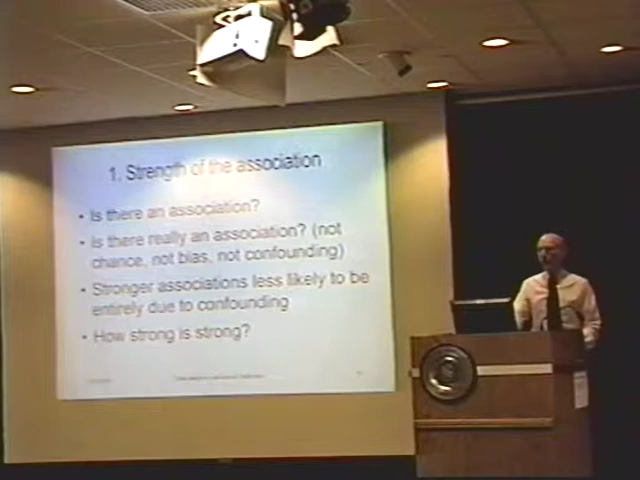 1. Strength of the association
• Is there an association?
• Is there really an association? (not
chance, not bias, not confounding)
• Stronger associations less likely to be
entirely due to confounding
• How strong is strong?